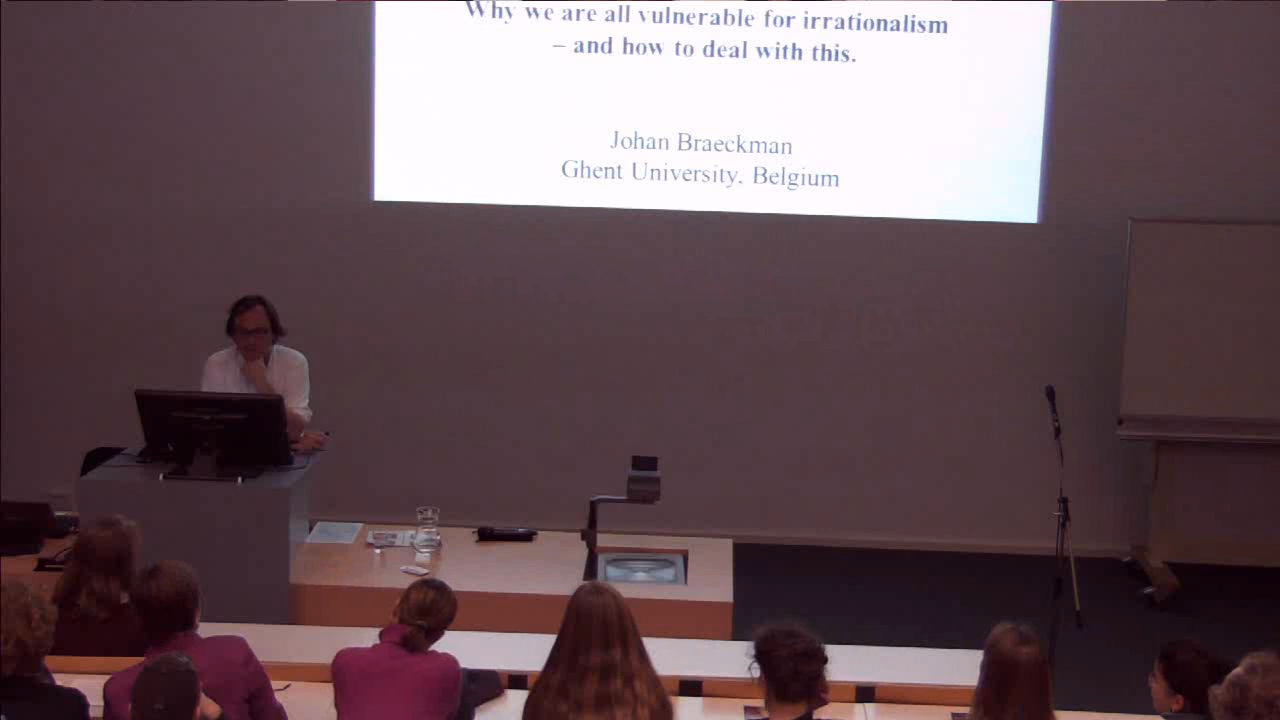 Why we are all vulnerable for irrationalism
– and how to deal with this.
Johan Braeckman
Ghent University, Belgium